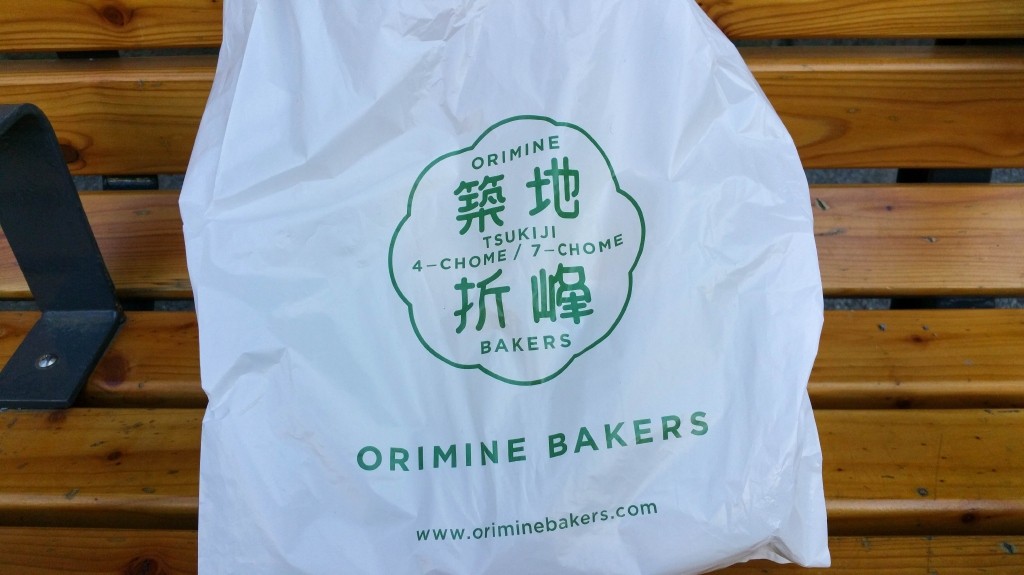 ORIMINE
築地
TSUKIJI
4-CHOME / 7-CHOME
折峰
BAKERS
ORIMINE BAKERS
www.oriminebakers.com